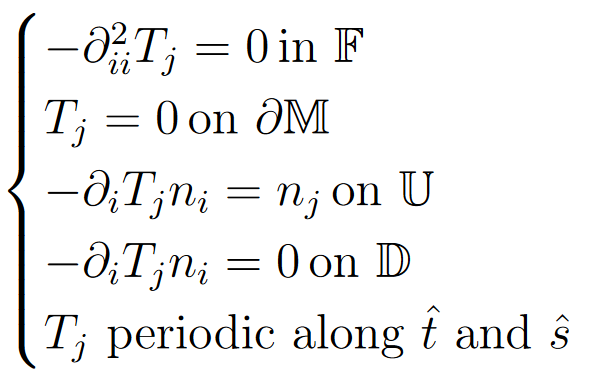 −∂²ᵢᵢTⱼ = 0 in 𝔽
Tⱼ = 0 on ∂𝕄
−∂ᵢTⱼnᵢ = nⱼ on 𝕌
−∂ᵢTⱼnᵢ = 0 on 𝔻
Tⱼ periodic along t̂ and ŝ